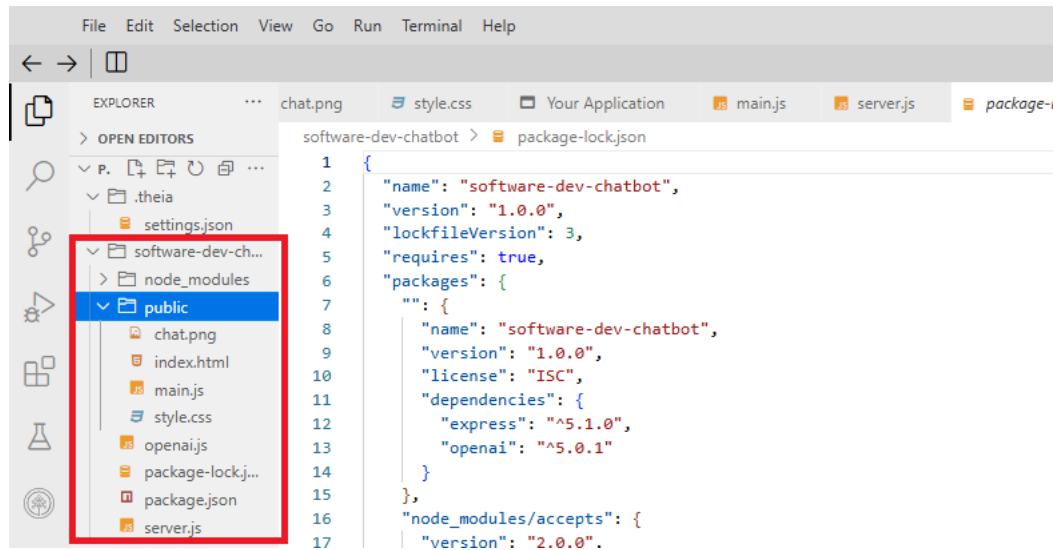 File Edit Selection View Go Run Terminal Help
EXPLORER ...
OPEN EDITORS
P. ...
.theia
settings.json
software-dev-ch...
node_modules
public
chat.png
index.html
main.js
style.css
openai.js
package-lock.j...
package.json
server.js
chat.png style.css Your Application main.js server.js package-
software-dev-chatbot > package-lock.json
1 {
2 "name": "software-dev-chatbot",
3 "version": "1.0.0",
4 "lockfileVersion": 3,
5 "requires": true,
6 "packages": {
7 "": {
8 "name": "software-dev-chatbot",
9 "version": "1.0.0",
10 "license": "ISC",
11 "dependencies": {
12 "express": "^5.1.0",
13 "openai": "^5.0.1"
14 }
15 },
16 "node_modules/accepts": {
17 "version": "2.0.0",